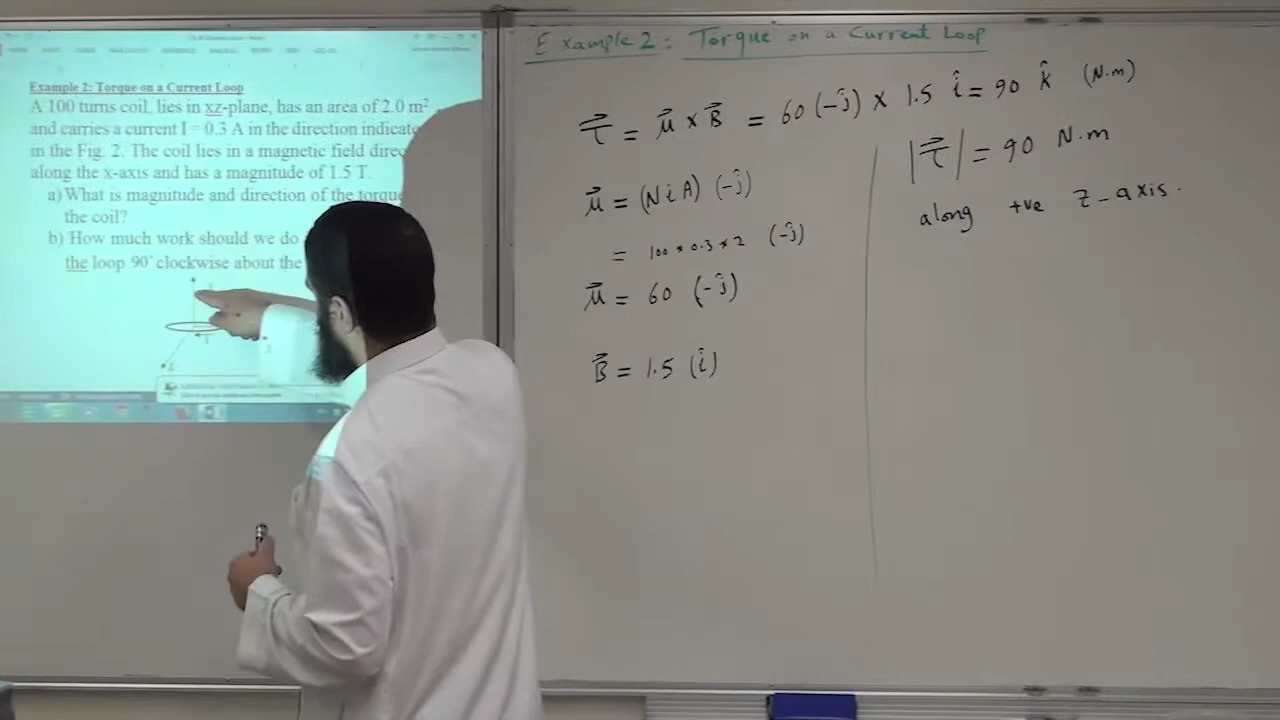 Example 2: Torque on a Current Loop
A 100 turns coil, lies in xz-plane, has an area of 2.0 m²,
and carries a current I = 0.3 A in the direction
in the Fig. 2. The coil lies in a magnetic field
along the x-axis and has a magnitude of 1.5 T.
a) What is magnitude and direction of the torque
the coil?
b) How much work should we do
the loop 90° clockwise about the
Example 2: Torque on a Current Loop
τ⃗ = μ⃗ × B⃗ = 60 (-ĵ) × 1.5 î = 90 k̂ (N.m)
μ⃗ = (N i A) (-ĵ)
= 100 * 0.3 * 2 (-ĵ)
μ⃗ = 60 (-ĵ)
B⃗ = 1.5 (î)
|τ⃗| = 90 N.m
along +ve z-axis.